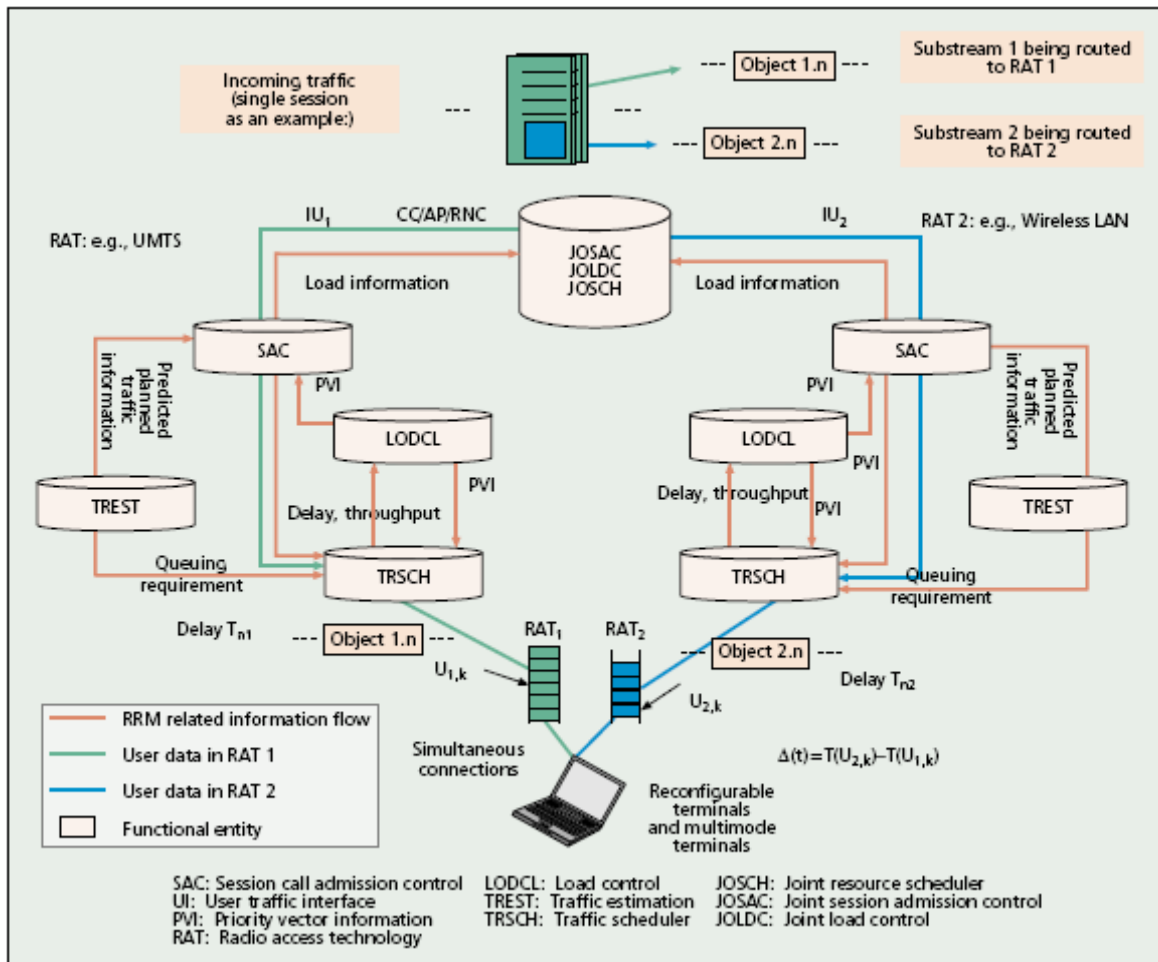 Incoming traffic
(single session
as an example:)
---
---
--- Object 1.n ---
Substream 1 being routed
to RAT 1
--- Object 2.n ---
Substream 2 being routed
to RAT 2
RAT: e.g., UMTS
IU1
CC/AP/RNC
IU2
RAT 2: e.g., Wireless LAN
JOSAC
JOLDC
JOSCH
Load information
Load information
SAC
SAC
Predicted
planned
traffic
information
PVI
PVI
Predicted
planned
traffic
information
LODCL
LODCL
PVI
PVI
TREST
TREST
Delay, throughput
Delay, throughput
PVI
Queuing
requirement
TRSCH
TRSCH
Queuing
requirement
Delay Tn1
--- Object 1.n ---
RAT1
RAT2
--- Object 2.n ---
Delay Tn2
U1,k
U2,k
RRM related information flow
User data in RAT 1
User data in RAT 2
Functional entity
Simultaneous
connections
Δ(t)=T(U2,k)–T(U1,k)
Reconfigurable
terminals
and multimode
terminals
SAC: Session call admission control
UI: User traffic interface
PVI: Priority vector information
RAT: Radio access technology
LODCL: Load control
TREST: Traffic estimation
TRSCH: Traffic scheduler
JOSCH: Joint resource scheduler
JOSAC: Joint session admission control
JOLDC: Joint load control